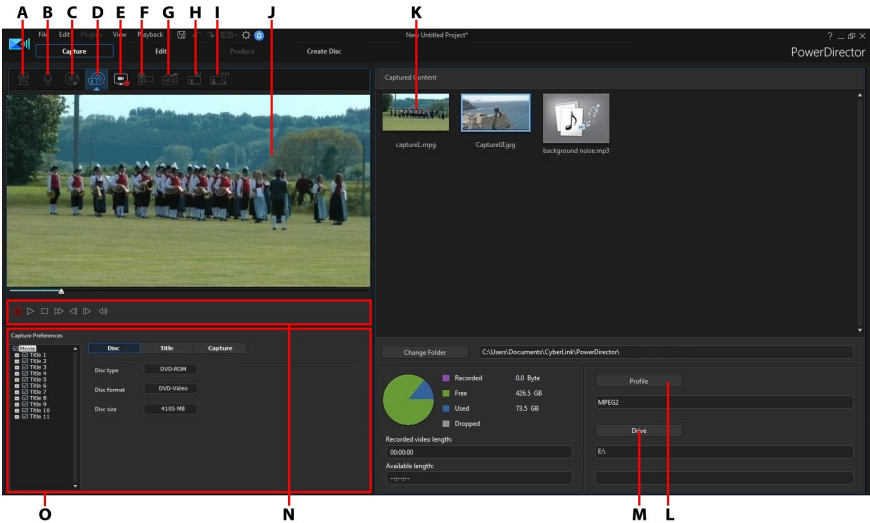 A B C D E F G H I J K
File Edit Plugins View Playback New Untitled Project*
Capture Edit Produce Create Disc PowerDirector
Captured Content
capture1.mpg CaptureUI.jpg background noise.mp3
Capture Preferences
Movie
Title 1
Title 2
Title 3
Title 4
Title 5
Title 6
Title 7
Title 8
Title 9
Title 10
Title 11
Disc Title Capture
Disc type DVD-ROM
Disc format DVD-Video
Disc size 4105 MB
Change Folder C:\Users\Documents\CyberLink\PowerDirector\
Recorded 0.0 Byte
Free 426.5 GB
Used 73.5 GB
Dropped
Recorded video length:
00:00:00
Available length:
--:--:--
Profile
MPEG2
Drive
E:\
O N M L